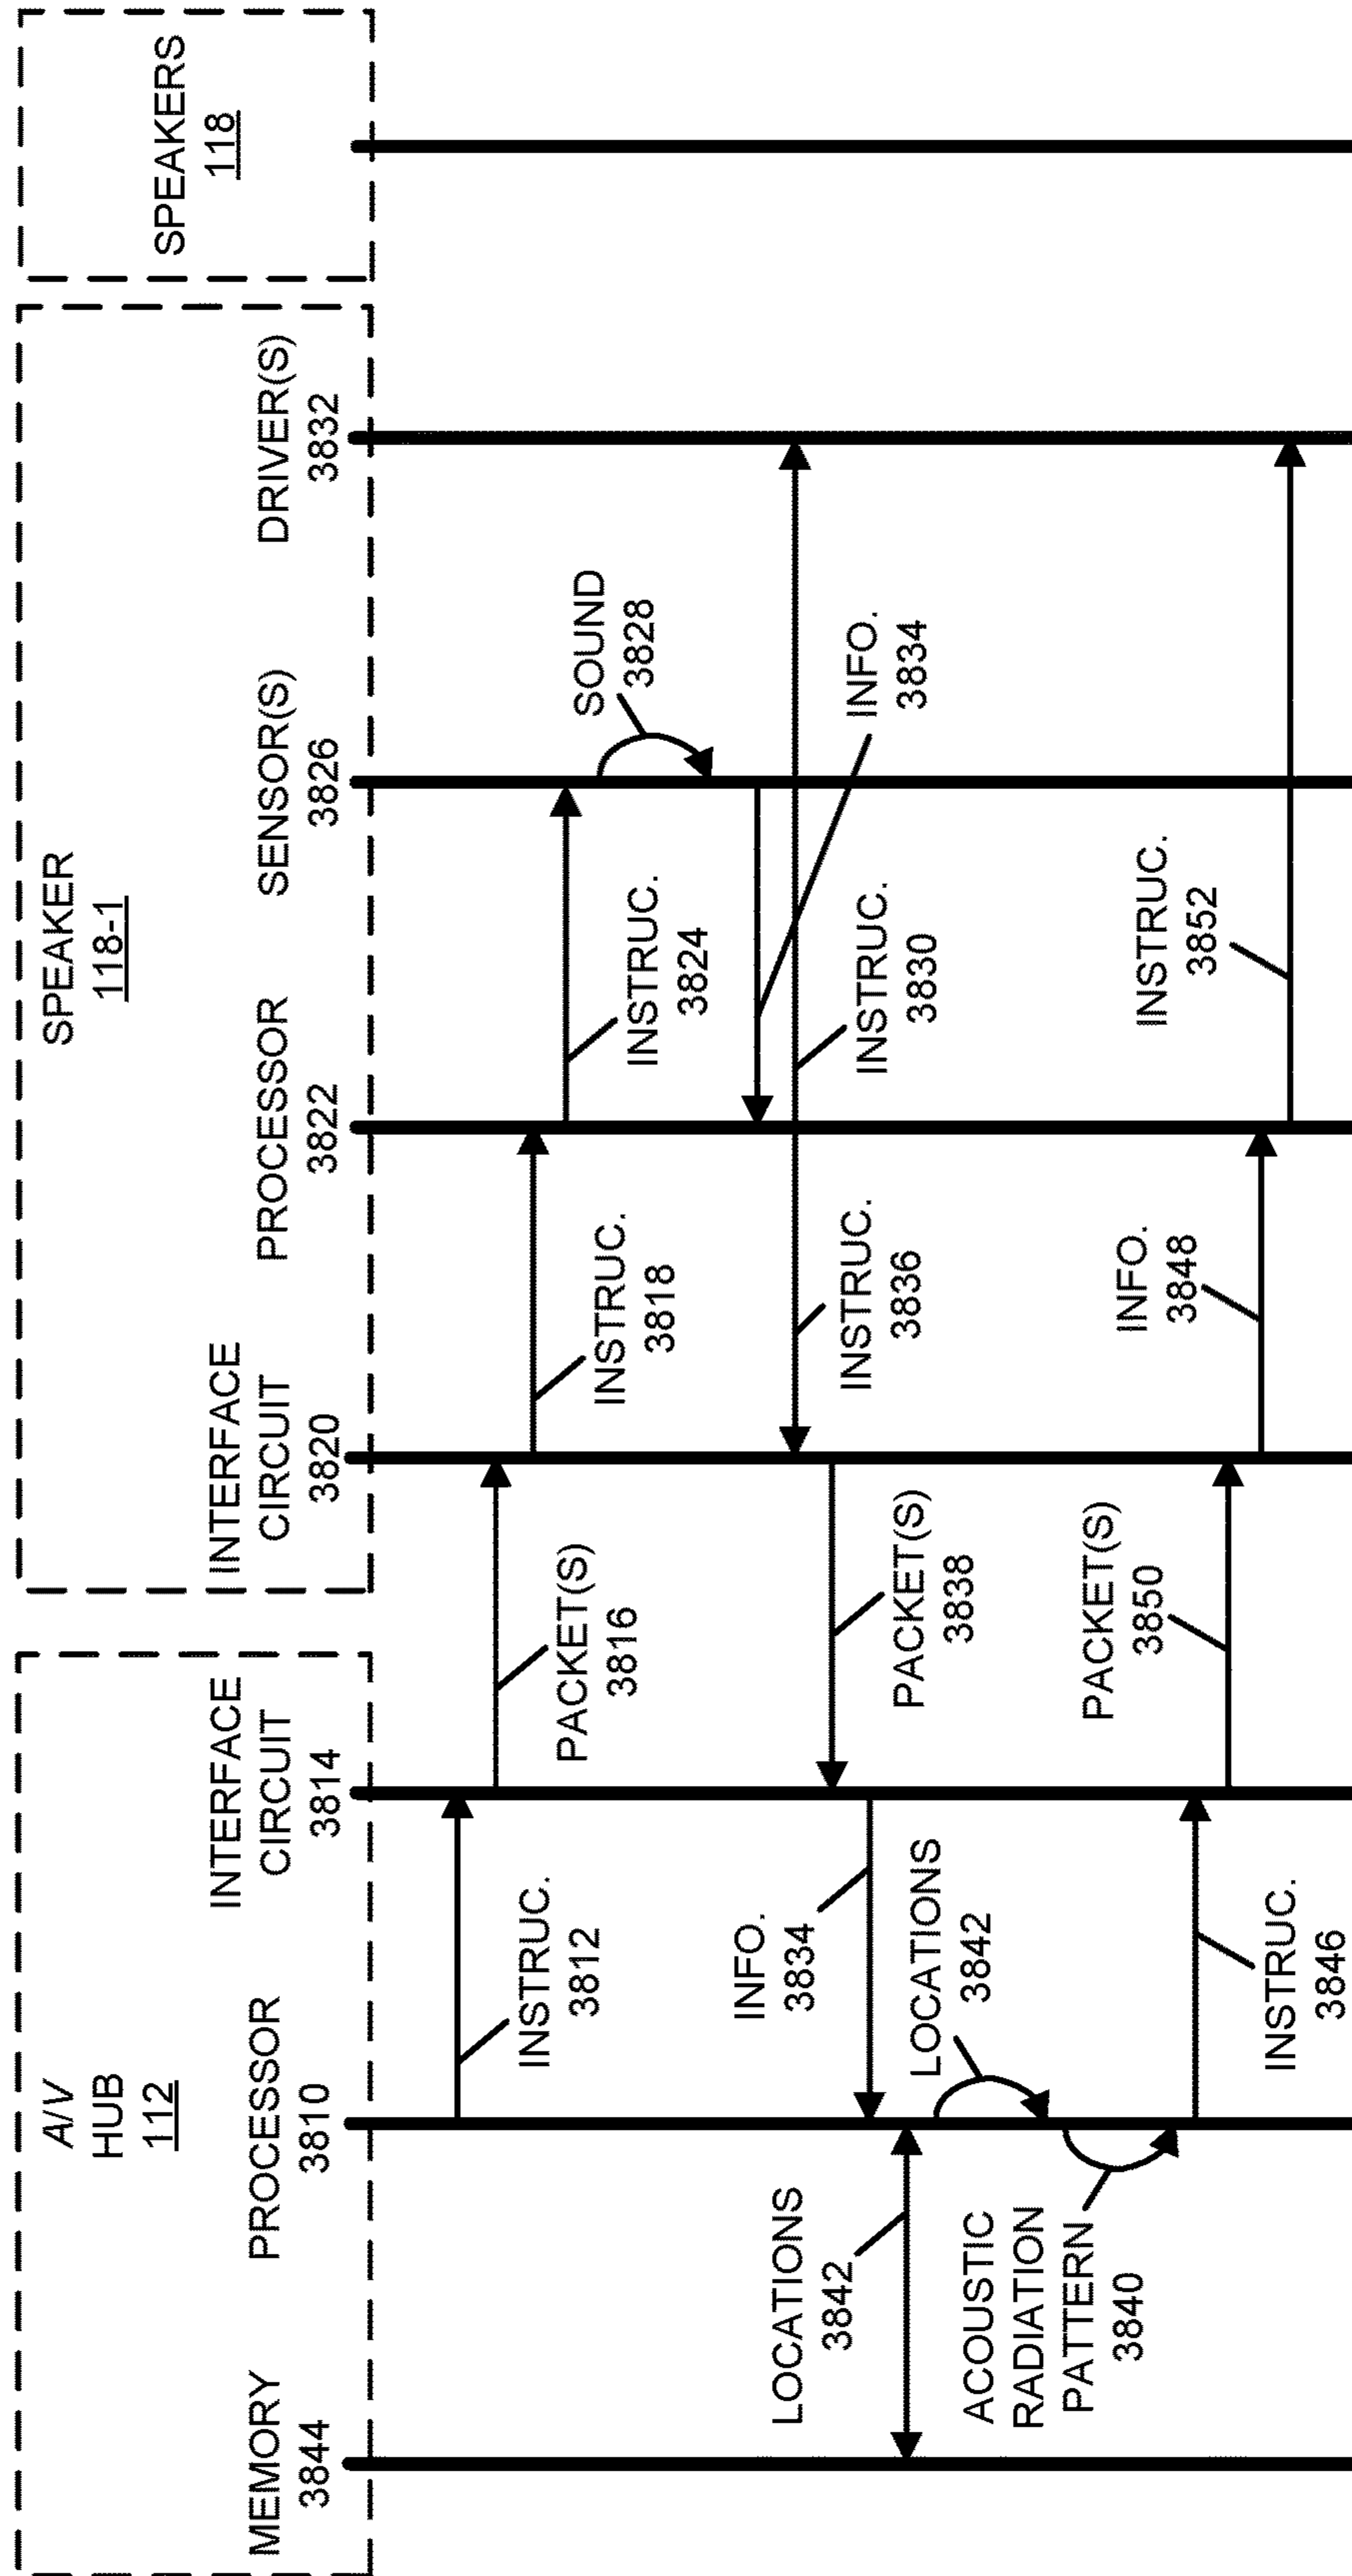 A/V
HUB
112
MEMORY
3844
PROCESSOR
3810
INTERFACE
CIRCUIT
3814
SPEAKER
118-1
INTERFACE
CIRCUIT
3820
PROCESSOR
3822
SENSOR(S)
3826
DRIVER(S)
3832
SPEAKERS
118
INSTRUC.
3812
PACKET(S)
3816
INSTRUC.
3818
INSTRUC.
3824
SOUND
3828
INFO.
3834
INSTRUC.
3830
INSTRUC.
3836
PACKET(S)
3838
INFO.
3834
LOCATIONS
3842
LOCATIONS
3842
ACOUSTIC
RADIATION
PATTERN
3840
INSTRUC.
3846
PACKET(S)
3850
INFO.
3848
INSTRUC.
3852